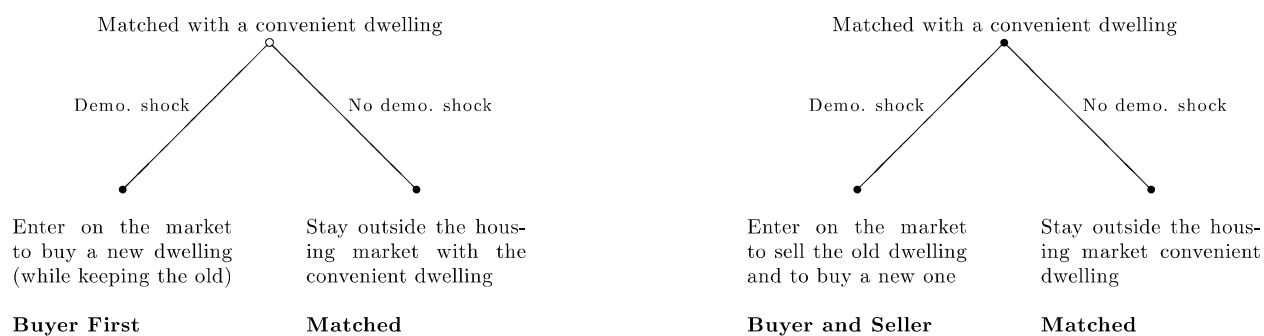 Matched with a convenient dwelling
Demo. shock
No demo. shock
Enter on the market
to buy a new dwelling
(while keeping the old)
Buyer First
Stay outside the hous-
ing market with the
convenient dwelling
Matched
Matched with a convenient dwelling
Demo. shock
No demo. shock
Enter on the market
to sell the old dwelling
and to buy a new one
Buyer and Seller
Stay outside the hous-
ing market convenient
dwelling
Matched